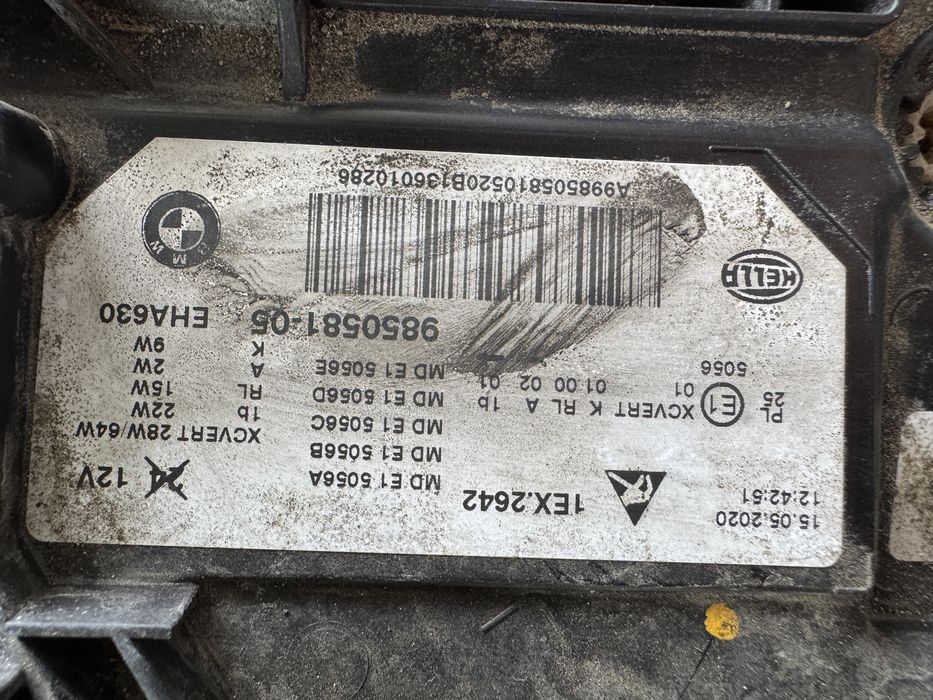 15.05.2020
12:42:51
1EX.2642
MD E1 5056A
MD E1 5056B
MD E1 5056C
MD E1 5056D
MD E1 5056E
24 12V
XCVERT 28W/64W
1b 22W
RL 15W
A 2W
K 9W
PL
25
E1
XCVERT K RL A 1b
01 01 00 02 01
5056
9850581-05 EHA630
HELLA
BMW
A998505810520B136010286